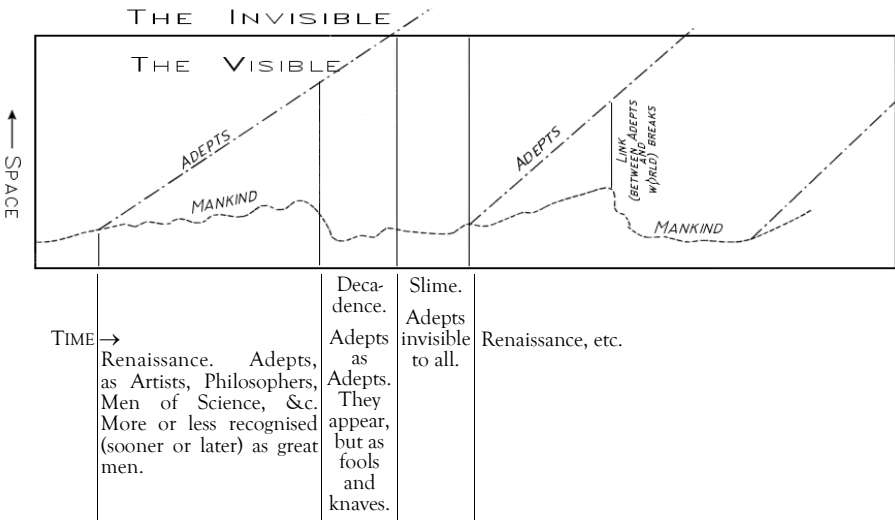 THE INVISIBLE
THE VISIBLE
← SPACE
ADEPTS
MANKIND
ADEPTS
LINK
(BETWEEN ADEPTS
AND
WORLD) BREAKS
MANKIND
TIME →
Renaissance. Adepts,
as Artists, Philosophers,
Men of Science, &c.
More or less recognised
(sooner or later) as great
men.
Deca-
dence.
Adepts
as
Adepts.
They
appear,
but as
fools
and
knaves.
Slime.
Adepts
invisible
to all.
Renaissance, etc.